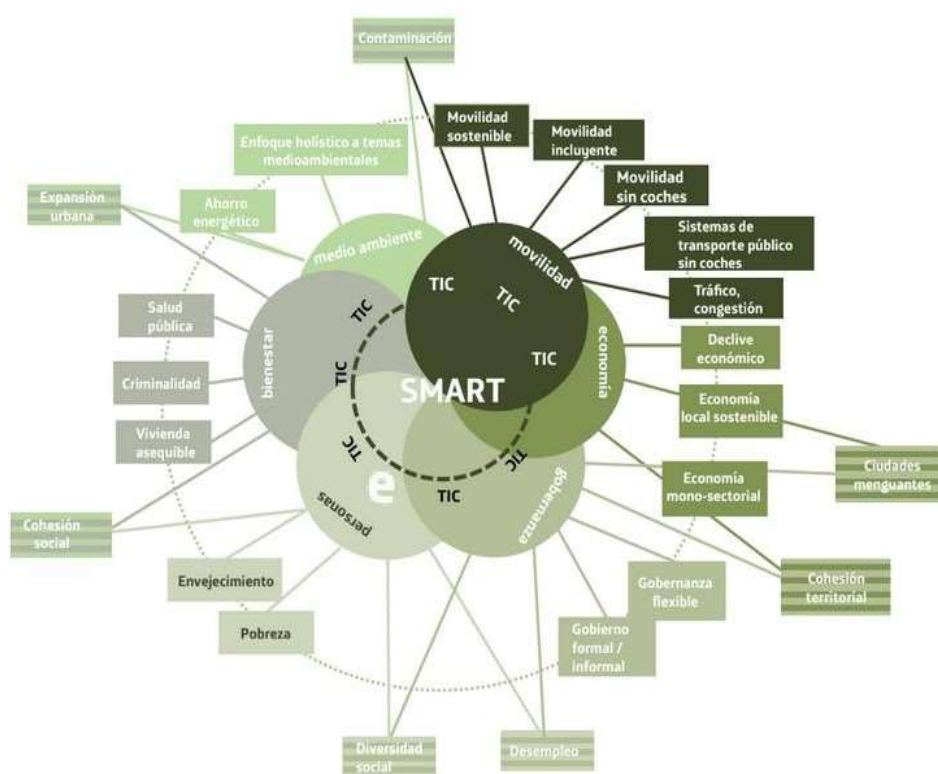 Contaminación
Movilidad
sostenible
Movilidad
incluyente
Enfoque holístico a temas
medioambientales
Movilidad
sin coches
Expansión
urbana
Ahorro
energético
Sistemas de
transporte público
sin coches
medio ambiente
movilidad
TIC
TIC
TIC
TIC
Tráfico,
congestión
Salud
pública
bienestar
economía
Declive
económico
TIC
SMART
Criminalidad
Economía
local sostenible
Vivienda
asequible
TIC
TIC
TIC
Ciudades
menguantes
e
personas
gobernanza
Economía
mono-sectorial
Cohesión
social
Envejecimiento
Gobernanza
flexible
Cohesión
territorial
Pobreza
Gobierno
formal /
informal
Diversidad
social
Desempleo